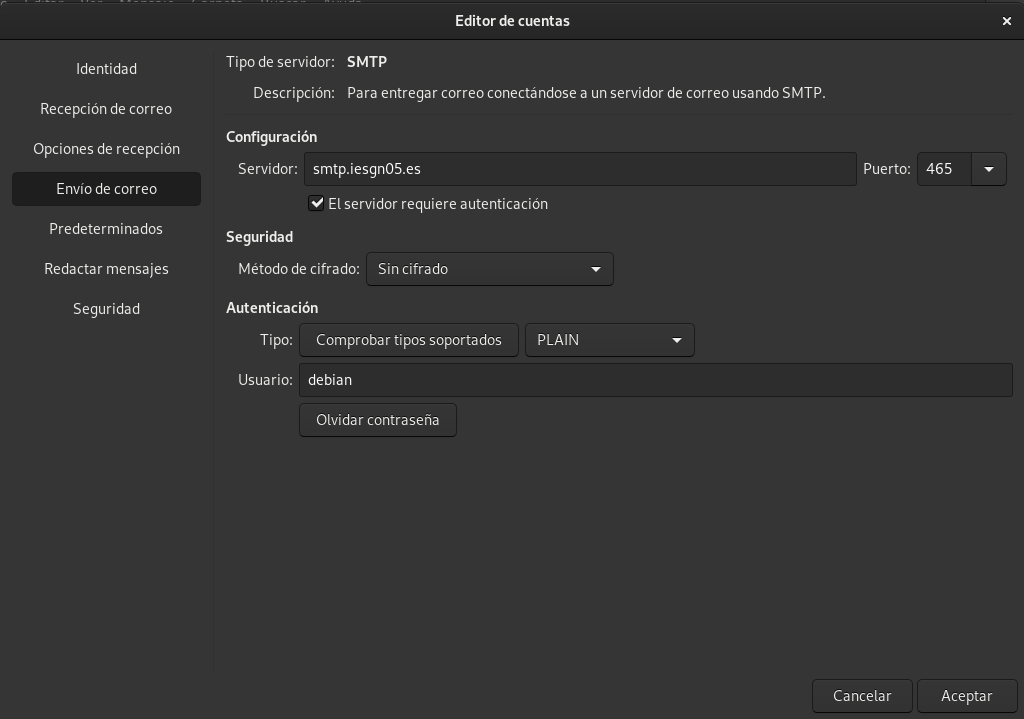 Editor de cuentas
Identidad
Recepción de correo
Opciones de recepción
Envío de correo
Predeterminados
Redactar mensajes
Seguridad
Tipo de servidor: SMTP
Descripción: Para entregar correo conectándose a un servidor de correo usando SMTP.
Configuración
Servidor: smtp.iesgn05.es Puerto: 465
El servidor requiere autenticación
Seguridad
Método de cifrado: Sin cifrado
Autenticación
Tipo: Comprobar tipos soportados PLAIN
Usuario: debian
Olvidar contraseña
Cancelar Aceptar